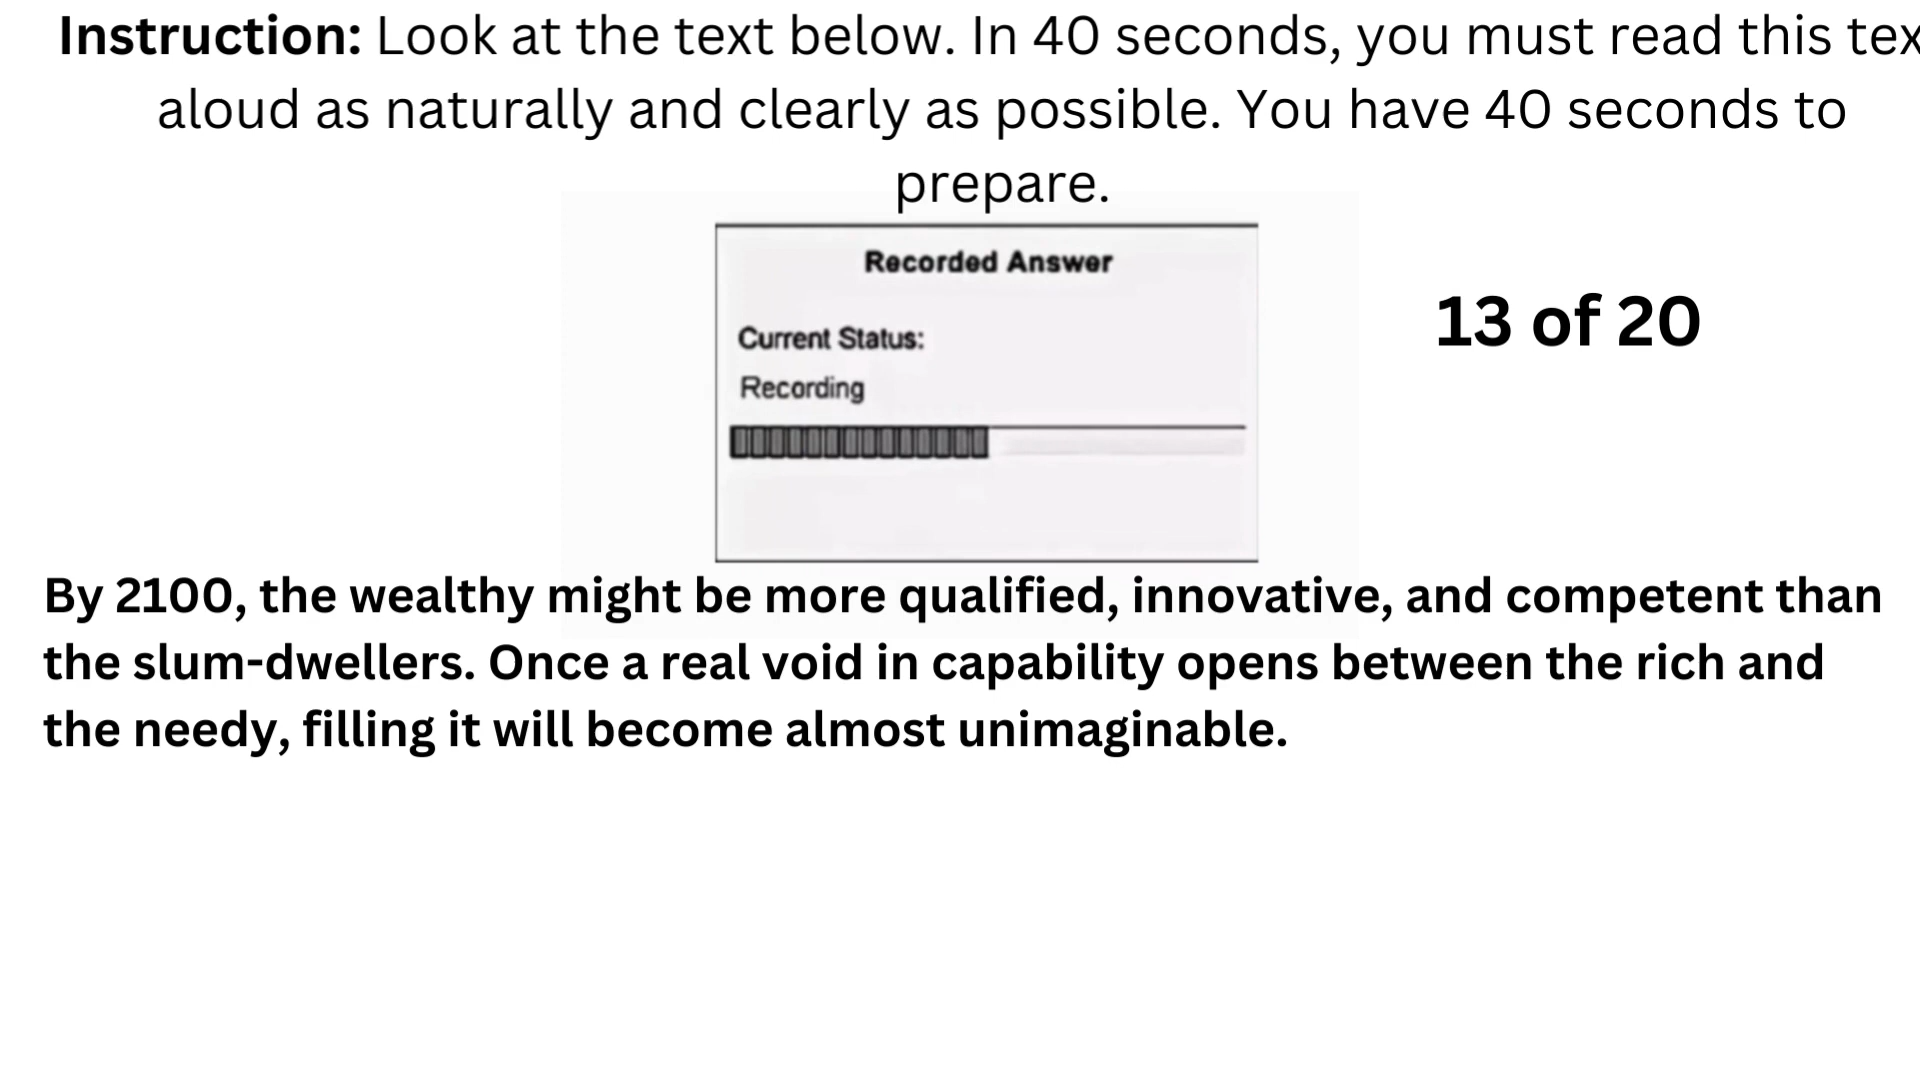 Instruction: Look at the text below. In 40 seconds, you must read this tex
aloud as naturally and clearly as possible. You have 40 seconds to
prepare.
Recorded Answer
Current Status:
Recording
13 of 20
By 2100, the wealthy might be more qualified, innovative, and competent than
the slum-dwellers. Once a real void in capability opens between the rich and
the needy, filling it will become almost unimaginable.